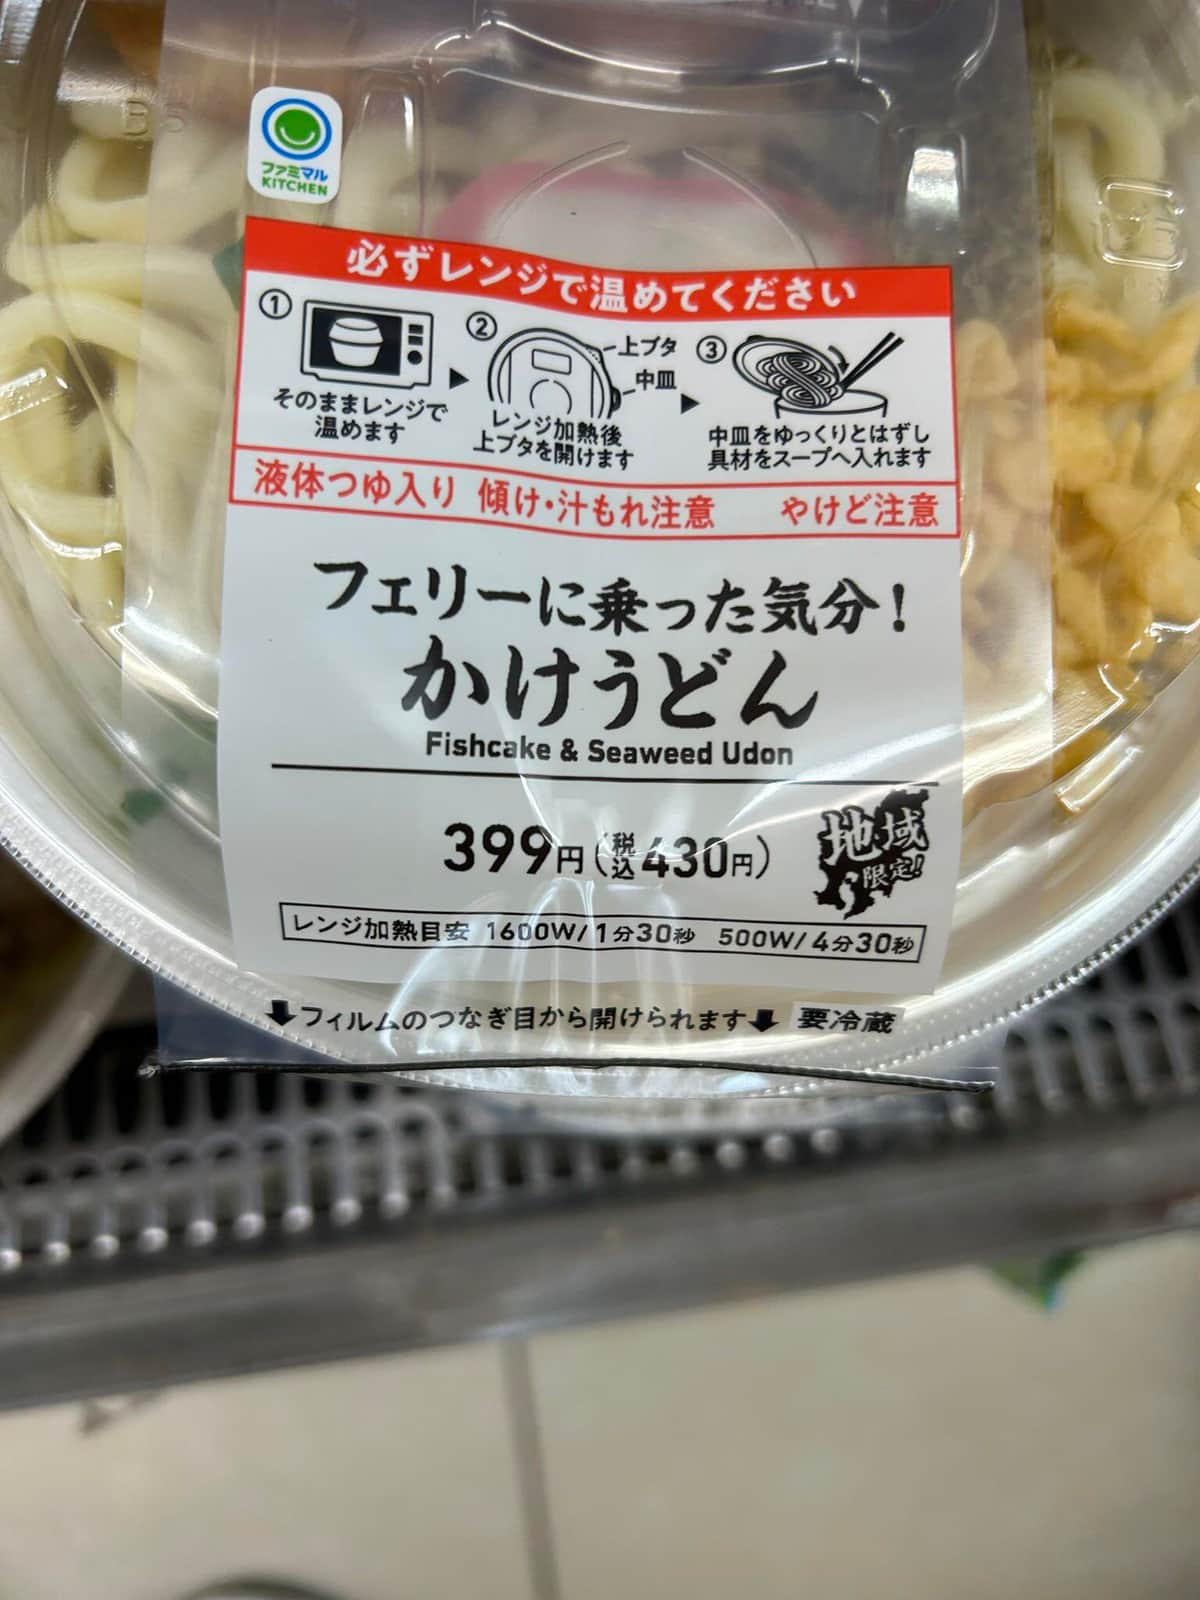 ファミマル
KITCHEN
必ずレンジで温めてください
① ② ③
上ブタ
中皿
そのままレンジで
温めます
レンジ加熱後
上ブタを開けます
中皿をゆっくりとはずし
具材をスープへ入れます
液体つゆ入り 傾け・汁もれ注意 やけど注意
フェリーに乗った気分!
かけうどん
Fishcake & Seaweed Udon
399円(税込430円)
地域
限定!
レンジ加熱目安 1600W/1分30秒 500W/4分30秒
⬇フィルムのつなぎ目から開けられます⬇ 要冷蔵